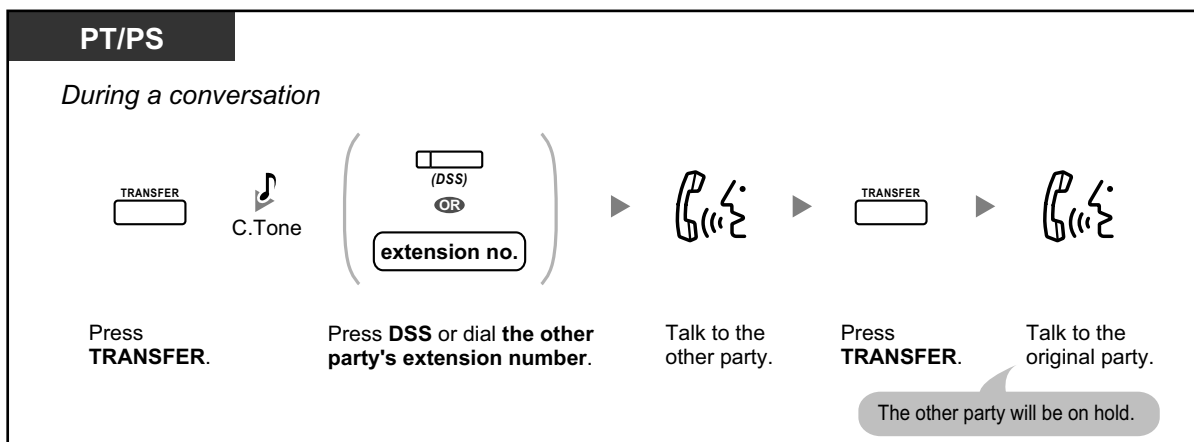 PT/PS
During a conversation
TRANSFER
C.Tone
(DSS)
OR
extension no.
TRANSFER
Press
TRANSFER.
Press DSS or dial the other
party's extension number.
Talk to the
other party.
Press
TRANSFER.
Talk to the
original party.
The other party will be on hold.